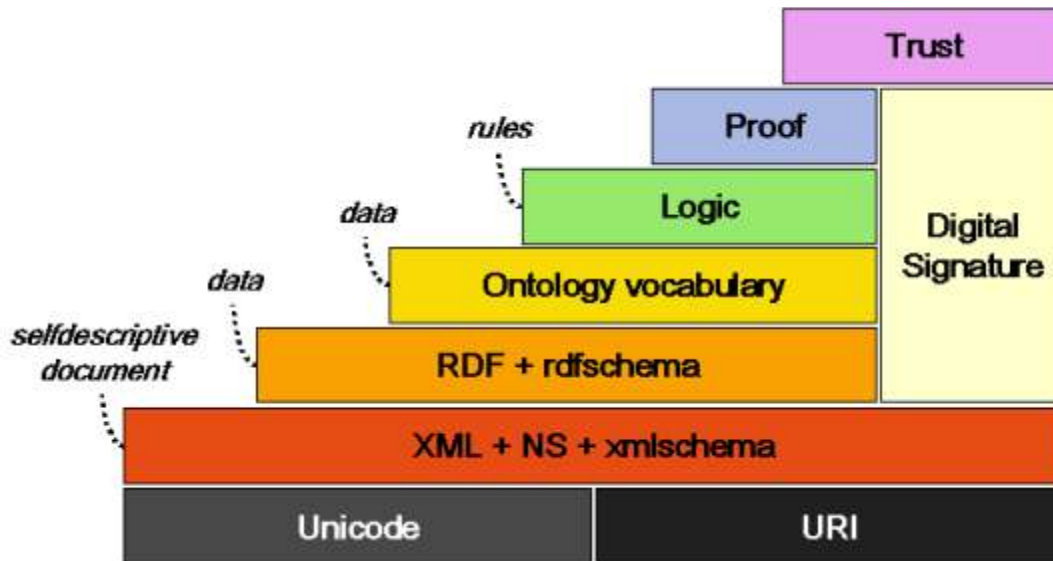 Trust
rules
Proof
data
Logic
Digital
Signature
data
Ontology vocabulary
selfdescriptive
document
RDF + rdfschema
XML + NS + xmlschema
Unicode
URI